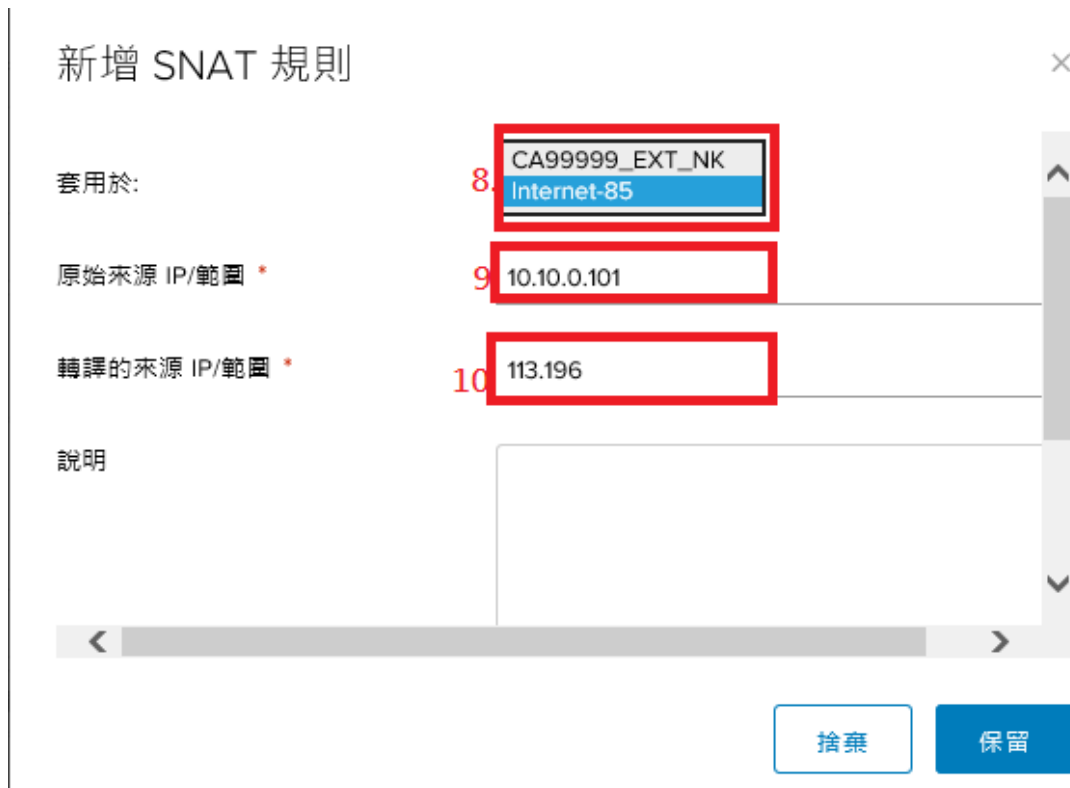 新增 SNAT 規則
套用於:
8.
CA99999_EXT_NK
Internet-85
原始來源 IP/範圍 *
9
10.10.0.101
轉譯的來源 IP/範圍 *
10
113.196
說明
捨棄
保留